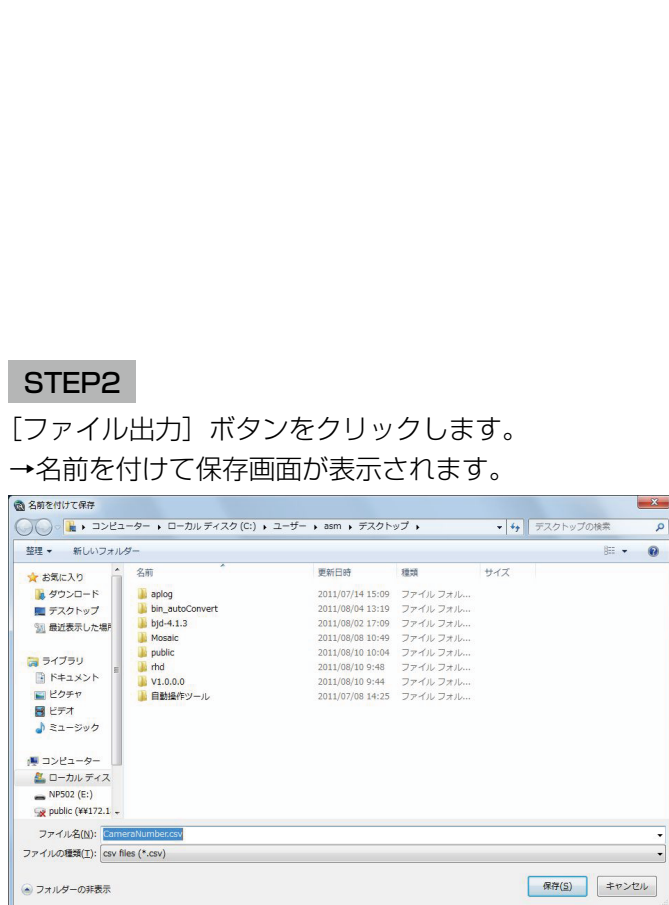 STEP2
［ファイル出力］ボタンをクリックします。
→名前を付けて保存画面が表示されます。
名前を付けて保存
コンピューター ▸ ローカル ディスク (C:) ▸ ユーザー ▸ asm ▸ デスクトップ ▸
デスクトップの検索
整理 ▼ 新しいフォルダー
お気に入り
ダウンロード
デスクトップ
最近表示した場所
ライブラリ
ドキュメント
ピクチャ
ビデオ
ミュージック
コンピューター
ローカル ディス
NP502 (E:)
public (¥¥172.1
名前 更新日時 種類 サイズ
aplog 2011/07/14 15:09 ファイル フォル...
bin_autoConvert 2011/08/04 13:19 ファイル フォル...
bjd-4.1.3 2011/08/02 17:09 ファイル フォル...
Mosaic 2011/08/08 10:49 ファイル フォル...
public 2011/08/10 10:04 ファイル フォル...
rhd 2011/08/10 9:48 ファイル フォル...
V1.0.0.0 2011/08/10 9:44 ファイル フォル...
自動操作ツール 2011/07/08 14:25 ファイル フォル...
ファイル名(N): CameraNumber.csv
ファイルの種類(T): csv files (*.csv)
フォルダーの非表示
保存(S) キャンセル